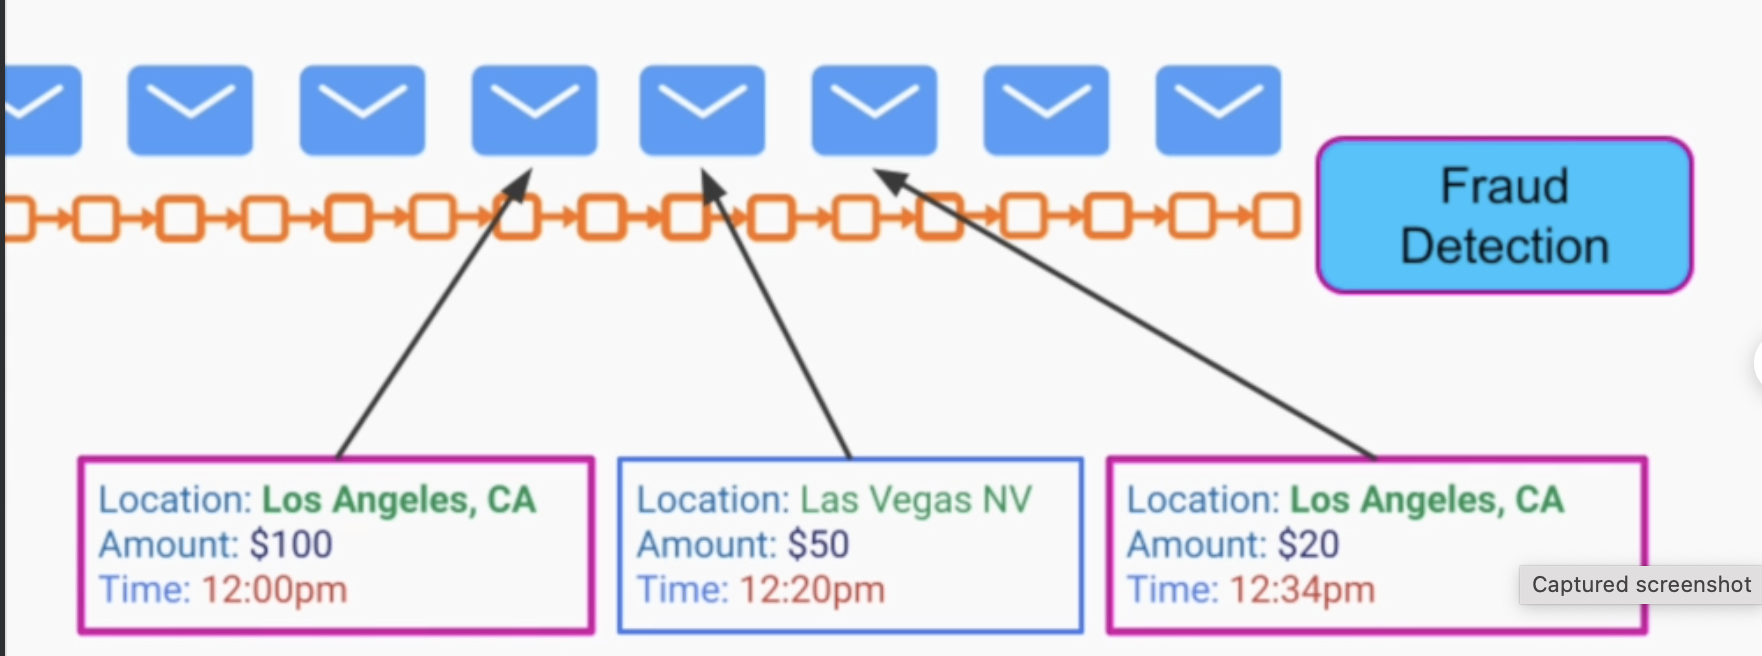 Fraud
Detection
Location: Los Angeles, CA
Amount: $100
Time: 12:00pm
Location: Las Vegas NV
Amount: $50
Time: 12:20pm
Location: Los Angeles, CA
Amount: $20
Time: 12:34pm
Captured screenshot